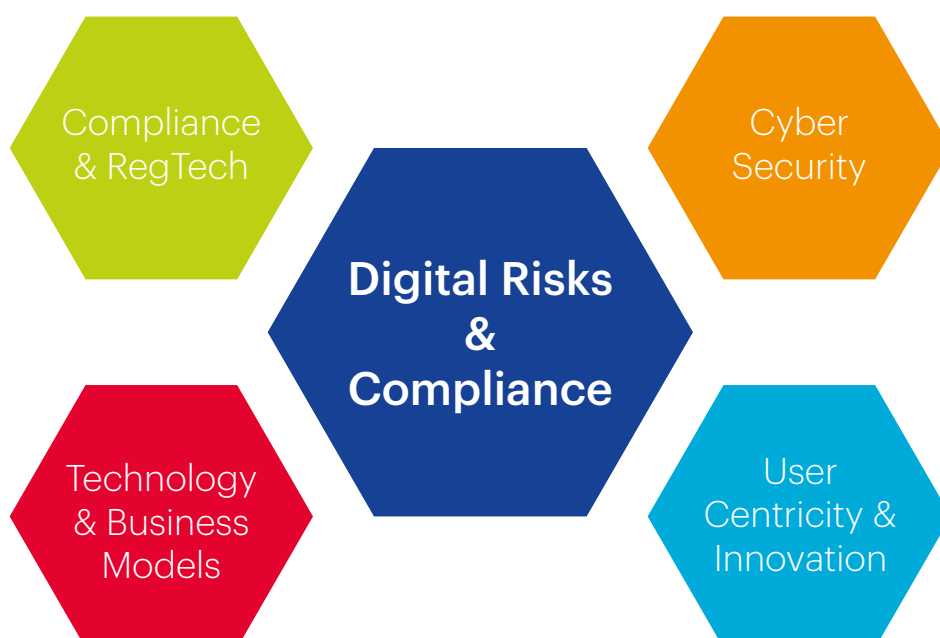 Compliance
& RegTech
Cyber
Security
Digital Risks
&
Compliance
Technology
& Business
Models
User
Centricity &
Innovation